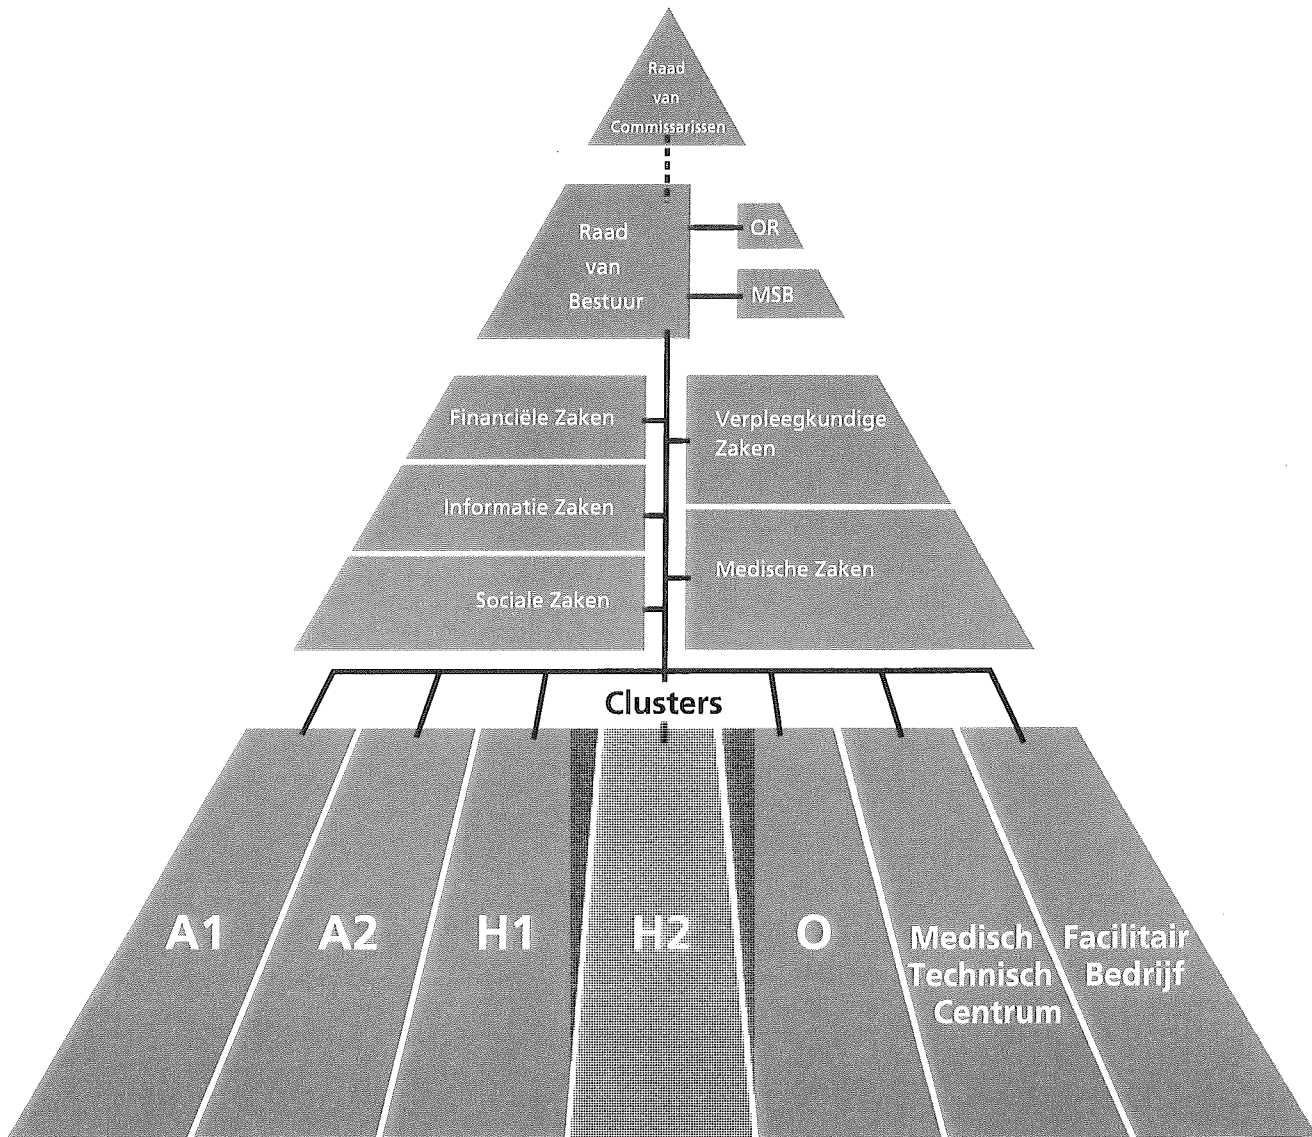 Raad
van
Commissarissen
Raad
van
Bestuur
OR
MSB
Financiële Zaken
Informatie Zaken
Sociale Zaken
Verpleegkundige
Zaken
Medische Zaken
Clusters
A1
A2
H1
H2
O
Medisch
Technisch
Centrum
Facilitair
Bedrijf